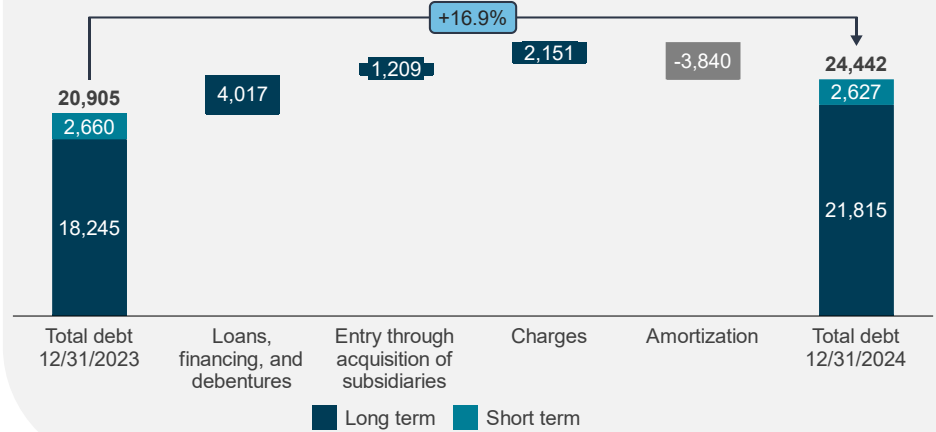 +16.9%
20,905
2,660
18,245
4,017
1,209
2,151
-3,840
24,442
2,627
21,815
Total debt
12/31/2023
Loans,
financing, and
debentures
Entry through
acquisition of
subsidiaries
Charges
Amortization
Total debt
12/31/2024
Long term
Short term